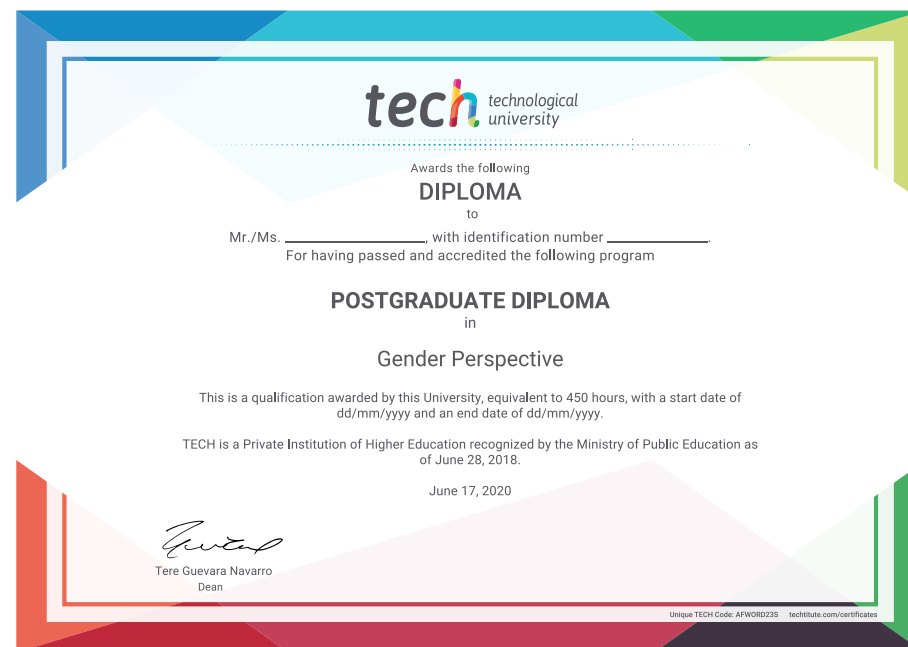 tech technological
university
Awards the following
DIPLOMA
to
Mr./Ms. ____________________, with identification number ______________.
For having passed and accredited the following program
POSTGRADUATE DIPLOMA
in
Gender Perspective
This is a qualification awarded by this University, equivalent to 450 hours, with a start date of
dd/mm/yyyy and an end date of dd/mm/yyyy.
TECH is a Private Institution of Higher Education recognized by the Ministry of Public Education as
of June 28, 2018.
June 17, 2020
Tere Guevara Navarro
Dean
Unique TECH Code: AFWORD23S techtitute.com/certificates